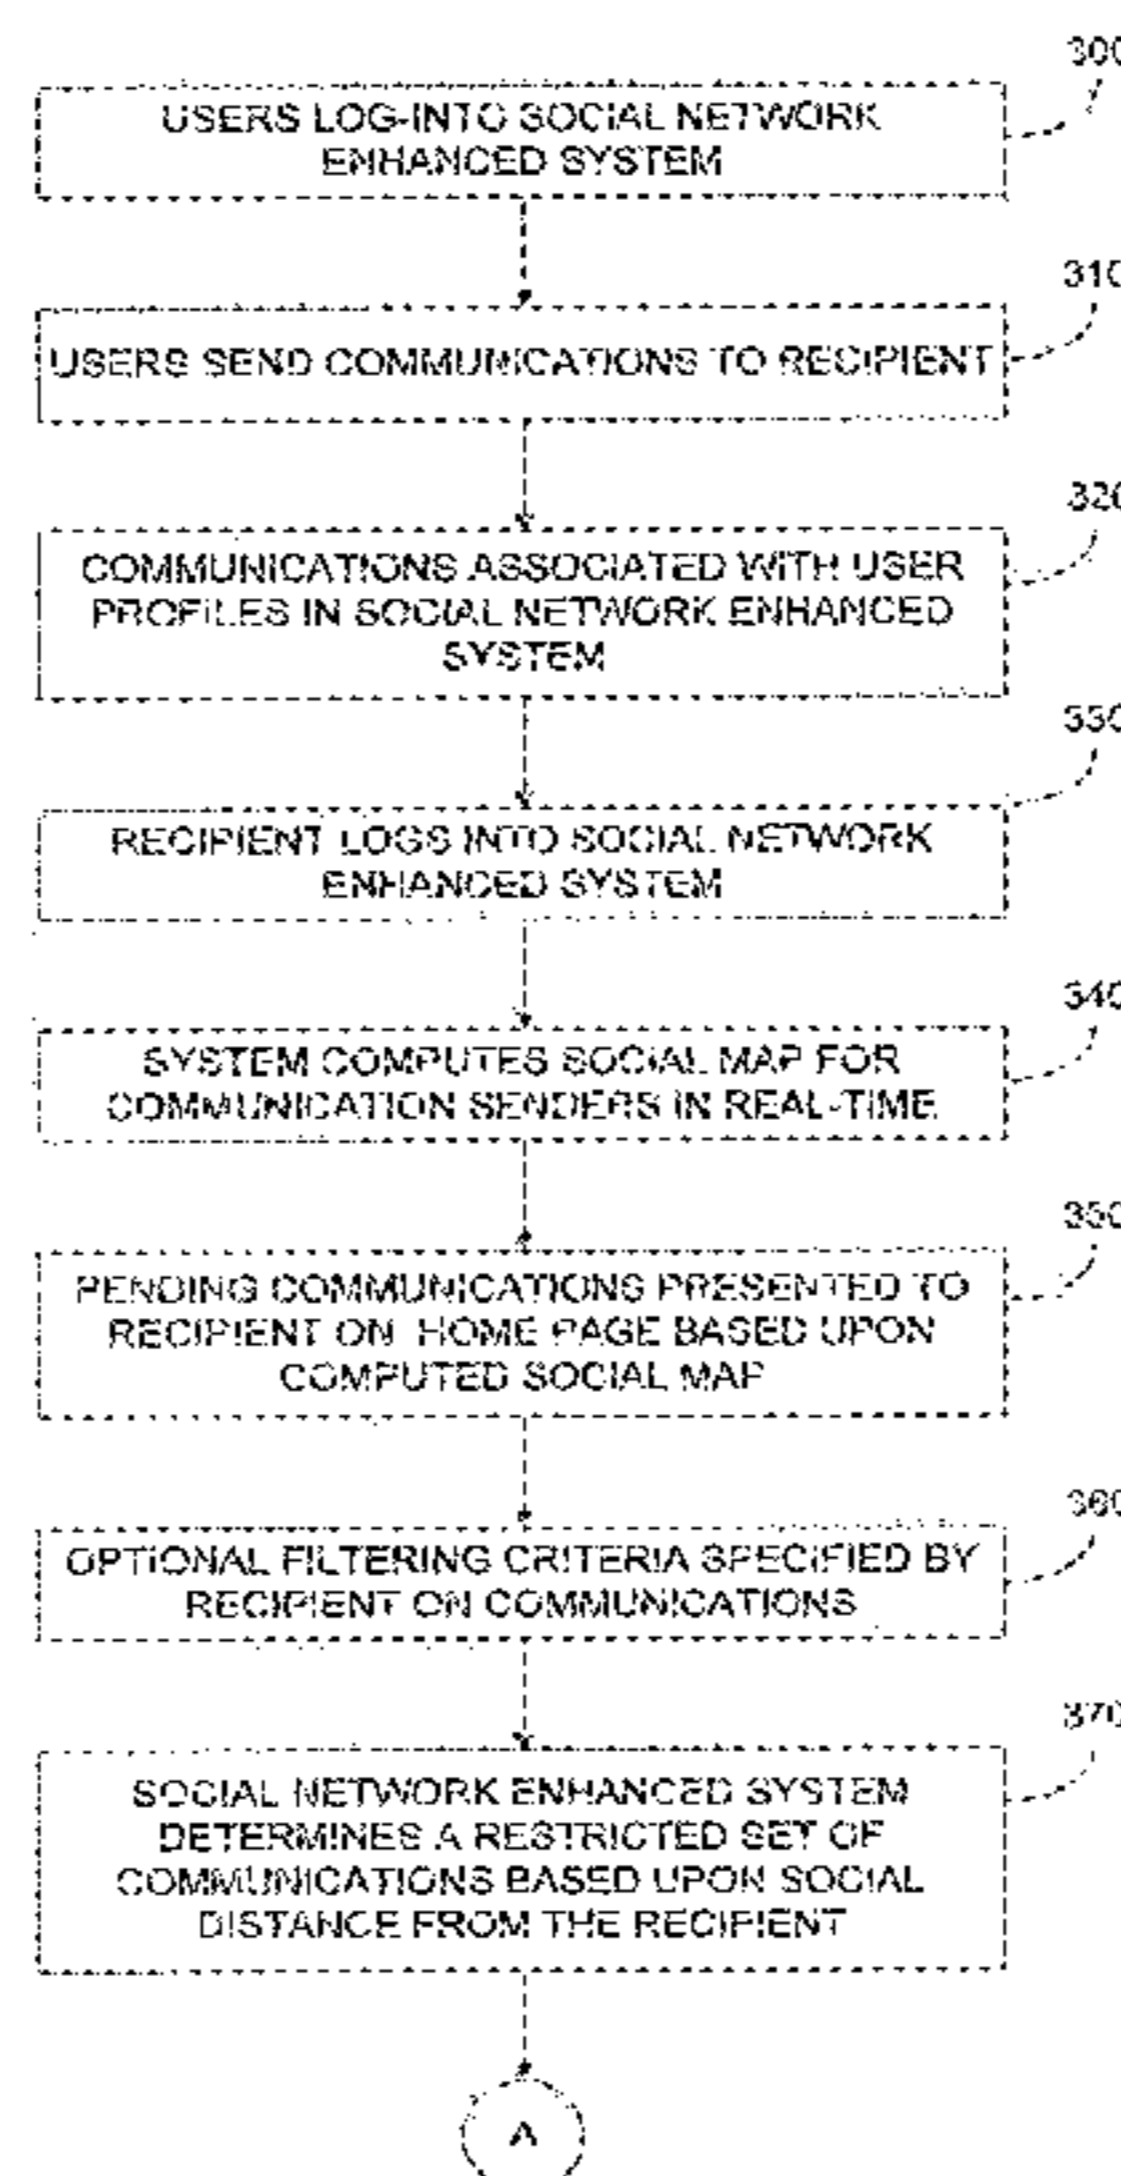 300
USERS LOG-INTO SOCIAL NETWORK
ENHANCED SYSTEM
310
USERS SEND COMMUNICATIONS TO RECIPIENT
320
COMMUNICATIONS ASSOCIATED WITH USER
PROFILES IN SOCIAL NETWORK ENHANCED
SYSTEM
330
RECIPIENT LOGS INTO SOCIAL NETWORK
ENHANCED SYSTEM
340
SYSTEM COMPUTES SOCIAL MAP FOR
COMMUNICATION SENDERS IN REAL-TIME
350
PENDING COMMUNICATIONS PRESENTED TO
RECIPIENT ON HOME PAGE BASED UPON
COMPUTED SOCIAL MAP
360
OPTIONAL FILTERING CRITERIA SPECIFIED BY
RECIPIENT ON COMMUNICATIONS
370
SOCIAL NETWORK ENHANCED SYSTEM
DETERMINES A RESTRICTED SET OF
COMMUNICATIONS BASED UPON SOCIAL
DISTANCE FROM THE RECIPIENT
A